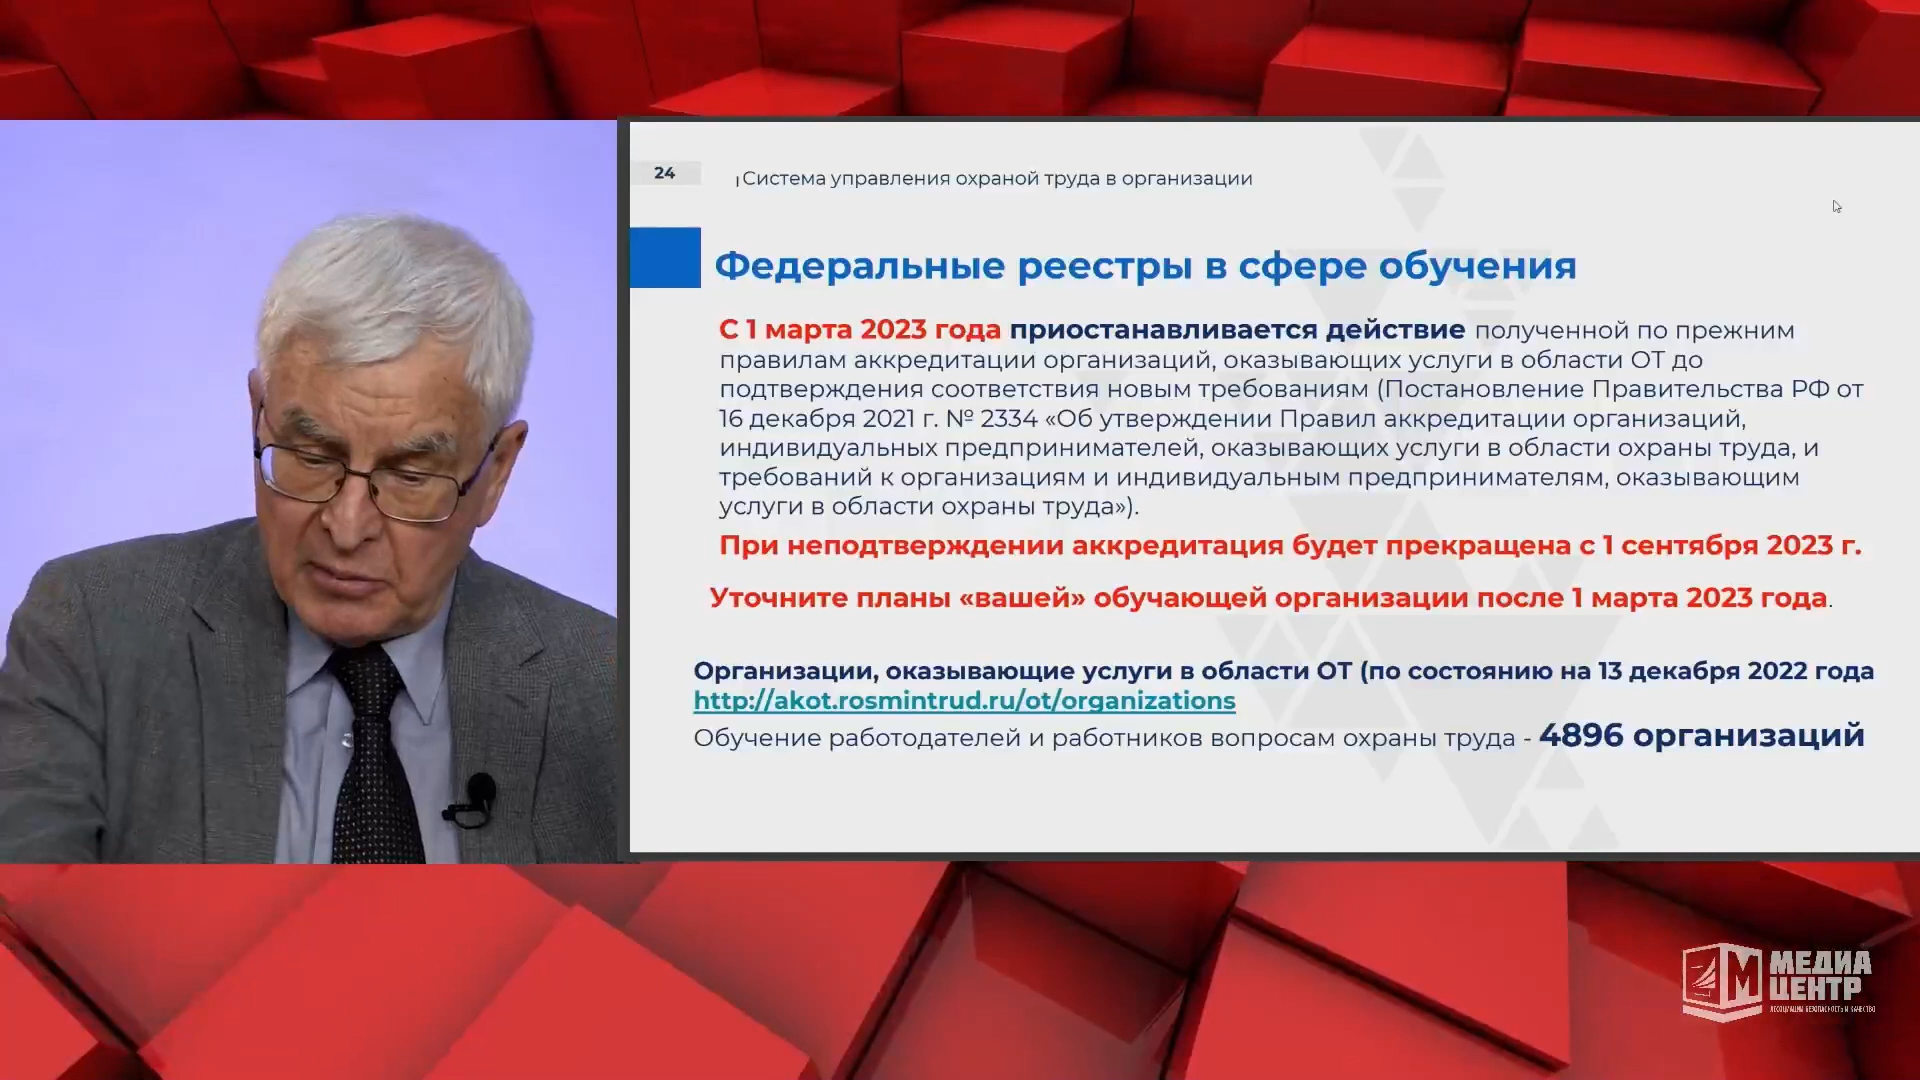 24
Система управления охраной труда в организации
Федеральные реестры в сфере обучения
С 1 марта 2023 года приостанавливается действие полученной по прежним
правилам аккредитации организаций, оказывающих услуги в области ОТ до
подтверждения соответствия новым требованиям (Постановление Правительства РФ от
16 декабря 2021 г. № 2334 «Об утверждении Правил аккредитации организаций,
индивидуальных предпринимателей, оказывающих услуги в области охраны труда, и
требований к организациям и индивидуальным предпринимателям, оказывающим
услуги в области охраны труда»).
При неподтверждении аккредитация будет прекращена с 1 сентября 2023 г.
Уточните планы «вашей» обучающей организации после 1 марта 2023 года.
Организации, оказывающие услуги в области ОТ (по состоянию на 13 декабря 2022 года
http://akot.rosmintrud.ru/ot/organizations
Обучение работодателей и работников вопросам охраны труда - 4896 организаций
МЕДИА
ЦЕНТР
АССОЦИАЦИИ БЕЗОПАСНОСТЬ И КАЧЕСТВО